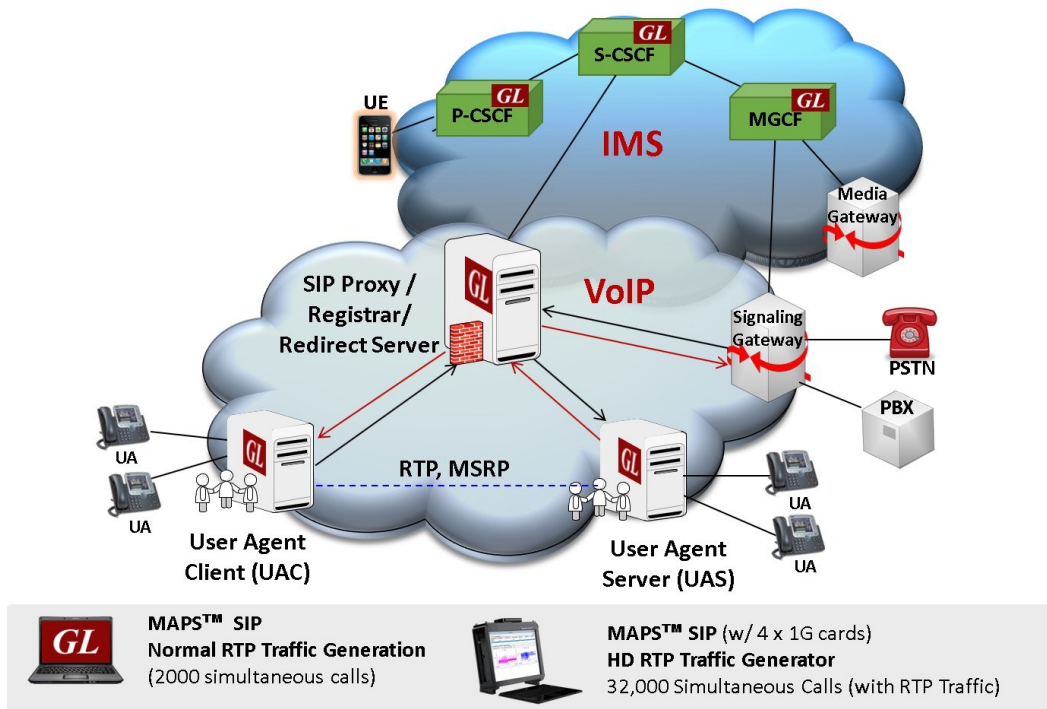 GL
S-CSCF
GL
P-CSCF
GL
MGCF
UE
IMS
Media
Gateway
SIP Proxy /
Registrar/
Redirect Server
GL
VoIP
Signaling
Gateway
PSTN
PBX
UA
UA
GL
RTP, MSRP
GL
UA
UA
User Agent
Client (UAC)
User Agent
Server (UAS)
GL
MAPS™ SIP
Normal RTP Traffic Generation
(2000 simultaneous calls)
MAPS™ SIP (w/ 4 x 1G cards)
HD RTP Traffic Generator
32,000 Simultaneous Calls (with RTP Traffic)